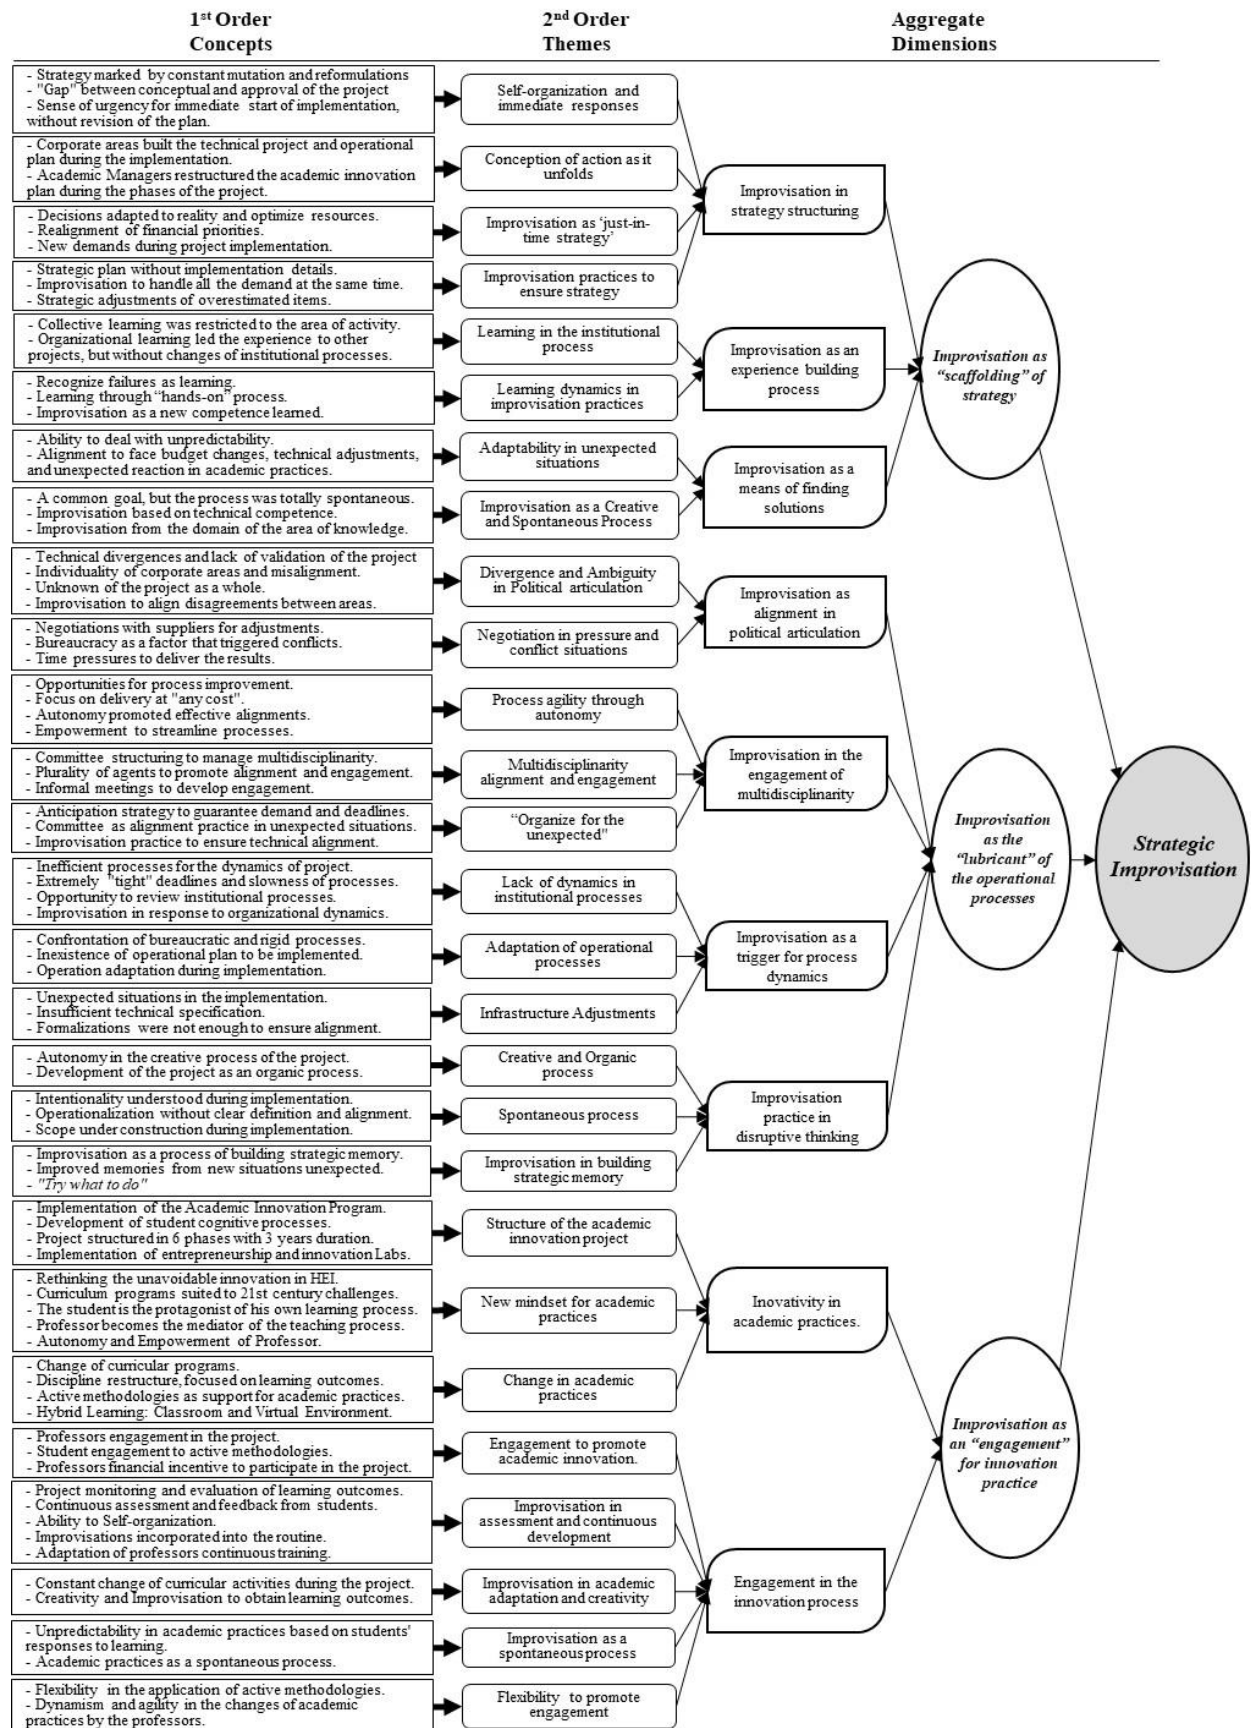 1st Order
Concepts
2nd Order
Themes
Aggregate
Dimensions
- Strategy marked by constant mutation and reformulations
- "Gap" between conceptual and approval of the project
- Sense of urgency for immediate start of implementation,
without revision of the plan.
Self-organization and
immediate responses
- Corporate areas built the technical project and operational
plan during the implementation.
- Academic Managers restructured the academic innovation
plan during the phases of the project.
Conception of action as it
unfolds
- Decisions adapted to reality and optimize resources.
- Realignment of financial priorities.
- New demands during project implementation.
Improvisation as ‘just-in-
time strategy’
- Strategic plan without implementation details.
- Improvisation to handle all the demand at the same time.
- Strategic adjustments of overestimated items.
Improvisation practices to
ensure strategy
Improvisation in
strategy structuring
- Collective learning was restricted to the area of activity.
- Organizational learning led the experience to other
projects, but without changes of institutional processes.
Learning in the institutional
process
- Recognize failures as learning.
- Learning through “hands-on” process.
- Improvisation as a new competence learned.
Learning dynamics in
improvisation practices
Improvisation as an
experience building
process
- Ability to deal with unpredictability.
- Alignment to face budget changes, technical adjustments,
and unexpected reaction in academic practices.
Adaptability in unexpected
situations
- A common goal, but the process was totally spontaneous.
- Improvisation based on technical competence.
- Improvisation from the domain of the area of knowledge.
Improvisation as a Creative
and Spontaneous Process
Improvisation as a
means of finding
solutions
Improvisation as
“scaffolding” of
strategy
- Technical divergences and lack of validation of the project
- Individuality of corporate areas and misalignment.
- Unknown of the project as a whole.
- Improvisation to align disagreements between areas.
Divergence and Ambiguity
in Political articulation
- Negotiations with suppliers for adjustments.
- Bureaucracy as a factor that triggered conflicts.
- Time pressures to deliver the results.
Negotiation in pressure and
conflict situations
Improvisation as
alignment in
political articulation
- Opportunities for process improvement.
- Focus on delivery at "any cost".
- Autonomy promoted effective alignments.
- Empowerment to streamline processes.
Process agility through
autonomy
- Committee structuring to manage multidisciplinarity.
- Plurality of agents to promote alignment and engagement.
- Informal meetings to develop engagement.
Multidisciplinarity
alignment and engagement
- Anticipation strategy to guarantee demand and deadlines.
- Committee as alignment practice in unexpected situations.
- Improvisation practice to ensure technical alignment.
“Organize for the
unexpected"
Improvisation in the
engagement of
multidisciplinarity
- Inefficient processes for the dynamics of project.
- Extremely "tight" deadlines and slowness of processes.
- Opportunity to review institutional processes.
- Improvisation in response to organizational dynamics.
Lack of dynamics in
institutional processes
- Confrontation of bureaucratic and rigid processes.
- Inexistence of operational plan to be implemented.
- Operation adaptation during implementation.
Adaptation of operational
processes
- Unexpected situations in the implementation.
- Insufficient technical specification.
- Formalizations were not enough to ensure alignment.
Infrastructure Adjustments
Improvisation as a
trigger for process
dynamics
- Autonomy in the creative process of the project.
- Development of the project as an organic process.
Creative and Organic
process
- Intentionality understood during implementation.
- Operationalization without clear definition and alignment.
- Scope under construction during implementation.
Spontaneous process
- Improvisation as a process of building strategic memory.
- Improved memories from new situations unexpected.
- "Try what to do"
Improvisation in building
strategic memory
Improvisation
practice in
disruptive thinking
Improvisation
as the
“lubricant” of
the operational
processes
Strategic
Improvisation
- Implementation of the Academic Innovation Program.
- Development of student cognitive processes.
- Project structured in 6 phases with 3 years duration.
- Implementation of entrepreneurship and innovation Labs.
Structure of the academic
innovation project
- Rethinking the unavoidable innovation in HEI.
- Curriculum programs suited to 21st century challenges.
- The student is the protagonist of his own learning process.
- Professor becomes the mediator of the teaching process.
- Autonomy and Empowerment of Professor.
New mindset for academic
practices
- Change of curricular programs.
- Discipline restructure, focused on learning outcomes.
- Active methodologies as support for academic practices.
- Hybrid Learning: Classroom and Virtual Environment.
Change in academic
practices
Inovativity in
academic practices.
- Professors engagement in the project.
- Student engagement to active methodologies.
- Professors financial incentive to participate in the project.
Engagement to promote
academic innovation.
- Project monitoring and evaluation of learning outcomes.
- Continuous assessment and feedback from students.
- Ability to Self-organization.
- Improvisations incorporated into the routine.
- Adaptation of professors continuous training.
Improvisation in
assessment and continuous
development
- Constant change of curricular activities during the project.
- Creativity and Improvisation to obtain learning outcomes.
Improvisation in academic
adaptation and creativity
- Unpredictability in academic practices based on students'
responses to learning.
- Academic practices as a spontaneous process.
Improvisation as a
spontaneous process
- Flexibility in the application of active methodologies.
- Dynamism and agility in the changes of academic
practices by the professors.
Flexibility to promote
engagement
Engagement in the
innovation process
Improvisation as
an “engagement”
for innovation
practice